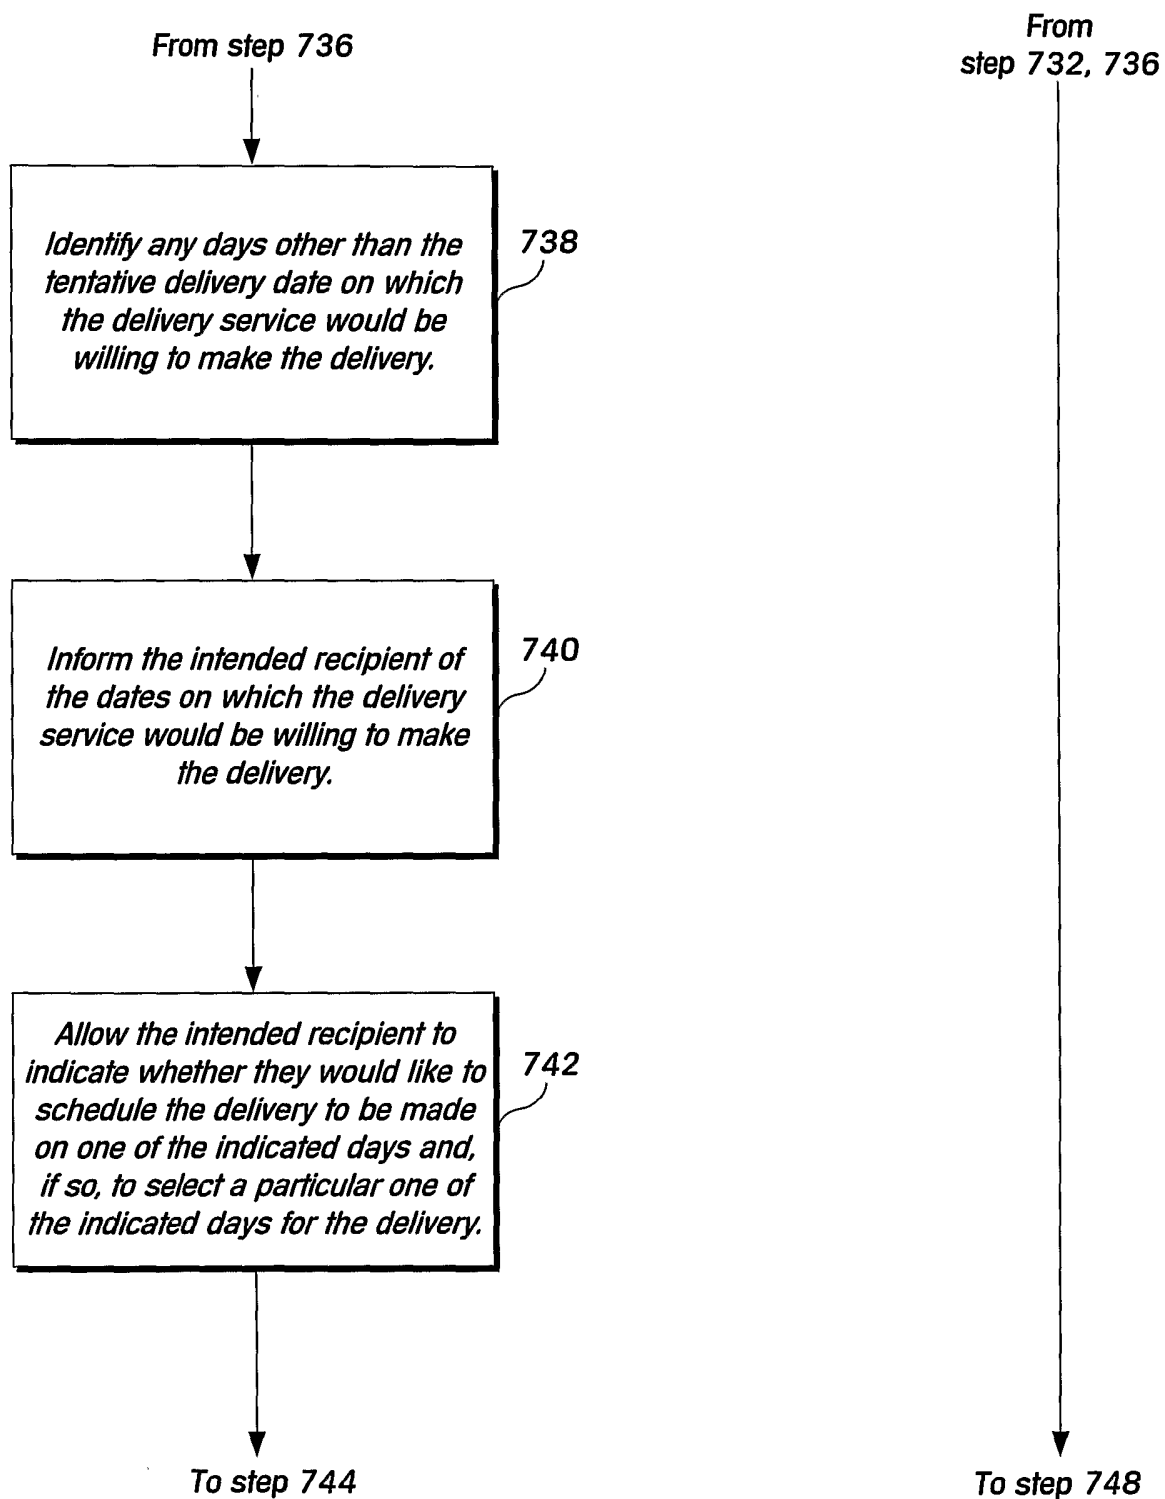 From step 736
From
step 732, 736
Identify any days other than the
tentative delivery date on which
the delivery service would be
willing to make the delivery.
738
Inform the intended recipient of
the dates on which the delivery
service would be willing to make
the delivery.
740
Allow the intended recipient to
indicate whether they would like to
schedule the delivery to be made
on one of the indicated days and,
if so, to select a particular one of
the indicated days for the delivery.
742
To step 744
To step 748